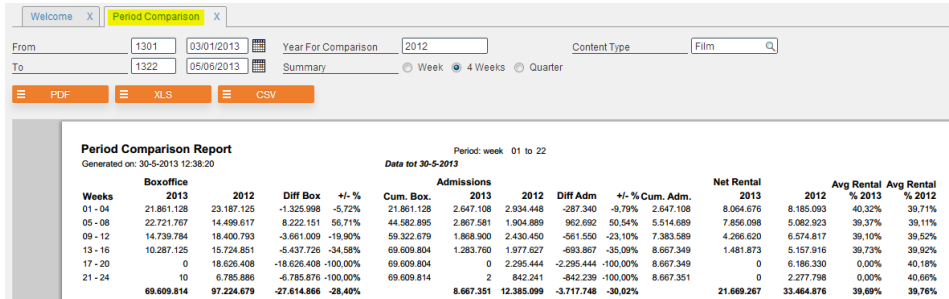 Welcome X Period Comparison X
From 1301 03/01/2013 Year For Comparison 2012 Content Type Film
To 1322 05/06/2013 Summary Week 4 Weeks Quarter
PDF XLS CSV
Period Comparison Report Period: week 01 to 22
Generated on: 30-5-2013 12:38:20 Data tot 30-5-2013
Boxoffice Admissions Net Rental Avg Rental Avg Rental
Weeks 2013 2012 Diff Box +/- % Cum. Box. 2013 2012 Diff Adm +/- % Cum. Adm. 2013 2012 % 2013 % 2012
01 - 04 21.861.128 23.187.125 -1.325.998 -5,72% 21.861.128 2.647.108 2.934.448 -287.340 -9,79% 2.647.108 8.064.676 8.185.093 40,32% 39,71%
05 - 08 22.721.767 14.499.617 8.222.151 56,71% 44.582.895 2.867.581 1.904.889 962.692 50,54% 5.514.689 7.856.098 5.082.923 39,37% 39,11%
09 - 12 14.739.784 18.400.793 -3.661.009 -19,90% 59.322.679 1.868.900 2.430.450 -561.550 -23,10% 7.383.589 4.266.620 6.574.817 39,10% 39,52%
13 - 16 10.287.125 15.724.851 -5.437.726 -34,58% 69.609.804 1.283.760 1.977.627 -693.867 -35,09% 8.667.349 1.481.873 5.157.916 39,73% 39,92%
17 - 20 0 18.626.408 -18.626.408 -100,00% 69.609.804 0 2.295.444 -2.295.444 -100,00% 8.667.349 0 6.186.330 0,00% 40,18%
21 - 24 10 6.785.886 -6.785.876 -100,00% 69.609.814 2 842.241 -842.239 -100,00% 8.667.351 0 2.277.798 0,00% 40,66%
69.609.814 97.224.679 -27.614.866 -28,40% 8.667.351 12.385.099 -3.717.748 -30,02% 21.669.267 33.464.876 39,69% 39,76%